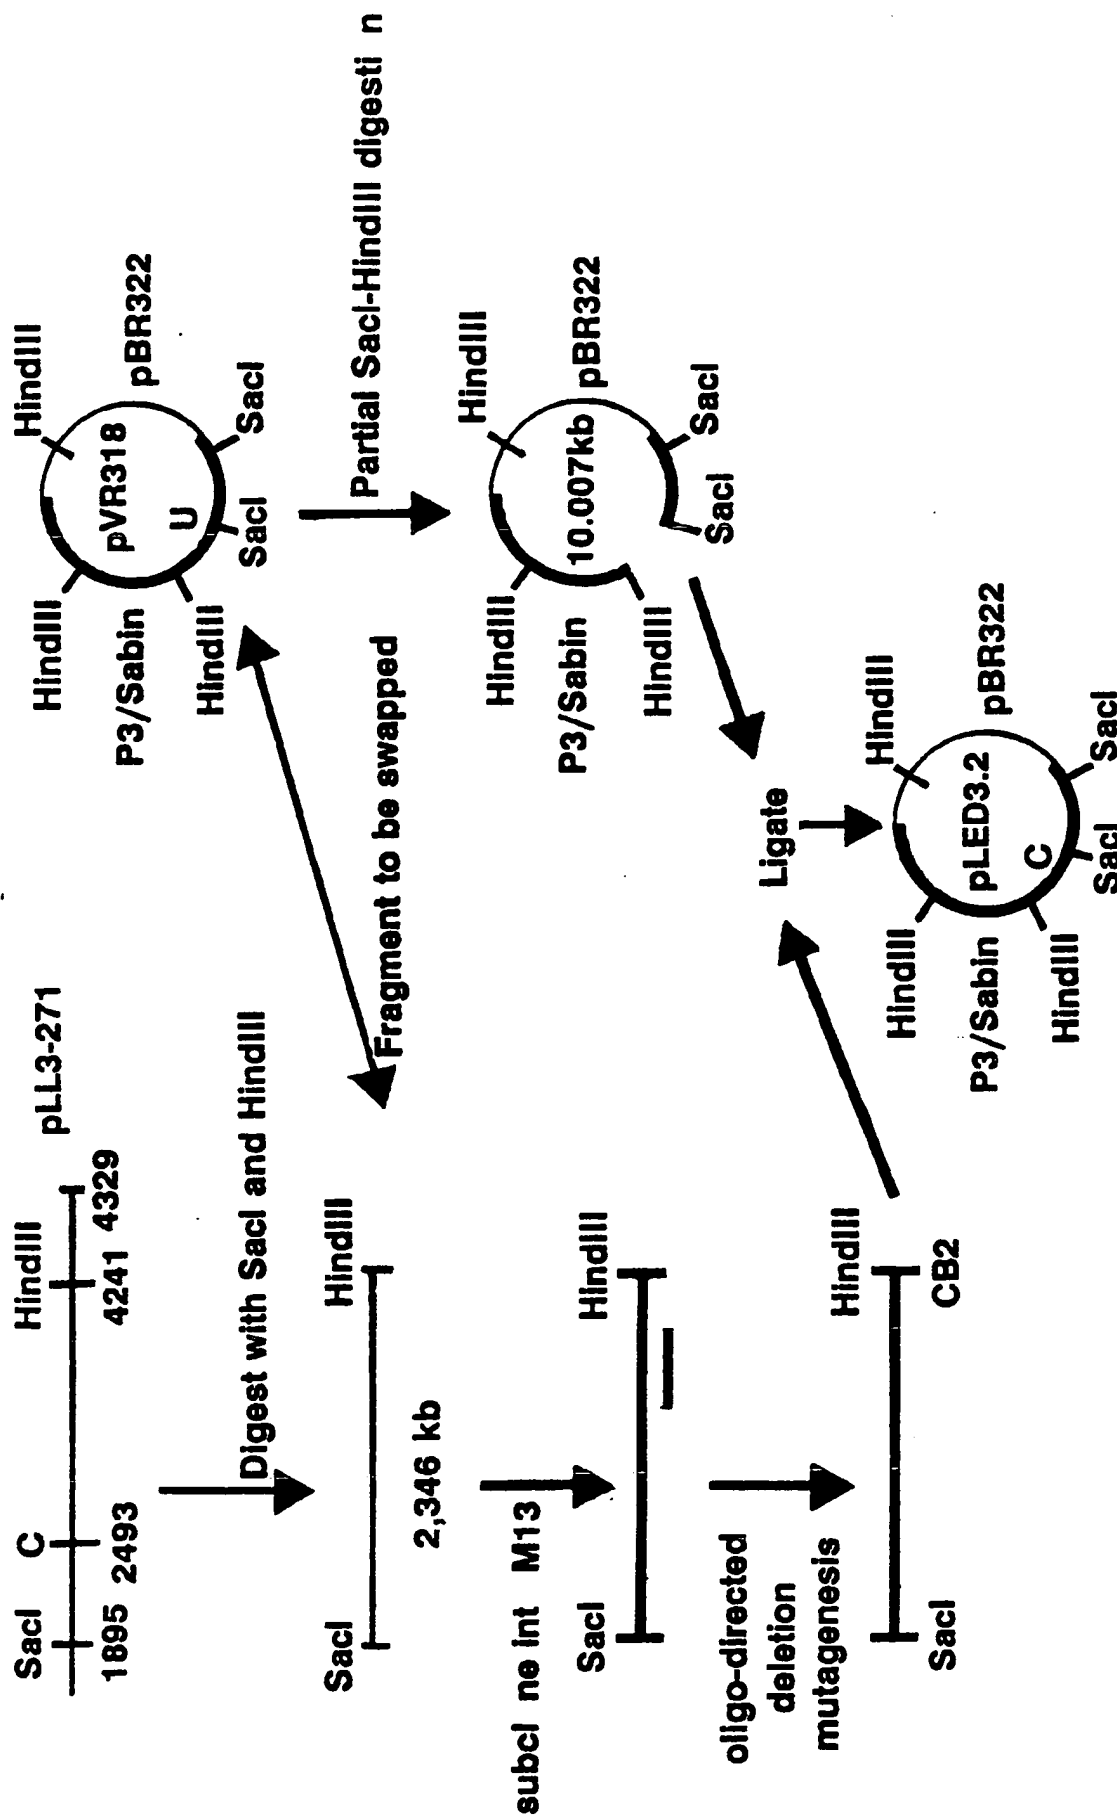 pLL3-271
SacI C HindIII
1895 2493 4241 4329
Digest with SacI and HindIII
SacI HindIII
2,346 kb
subcl ne int M13
SacI HindIII
oligo-directed
deletion
mutagenesis
HindIII
SacI CB2
Fragment to be swapped
HindIII
HindIII
pVR318
pBR322
P3/Sabin
U
HindIII
SacI
SacI
Partial SacI-HindIII digesti n
HindIII
HindIII
10.007kb
pBR322
P3/Sabin
HindIII
SacI
SacI
Ligate
HindIII
HindIII
pLED3.2
pBR322
P3/Sabin
C
HindIII
SacI
SacI